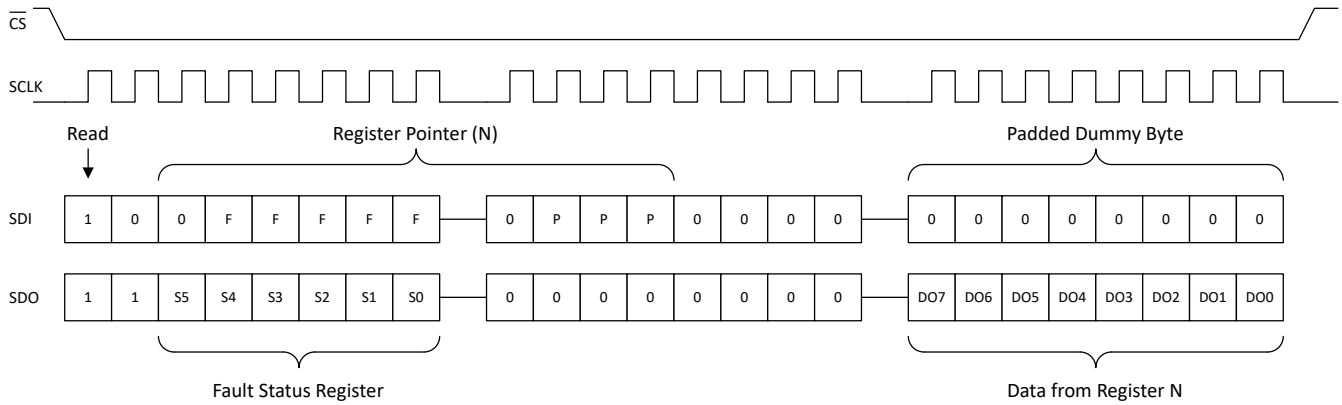 CS
SCLK
Read Register Pointer (N) Padded Dummy Byte
SDI 1 0 0 F F F F F 0 P P P 0 0 0 0 0 0 0 0 0 0 0 0
SDO 1 1 S5 S4 S3 S2 S1 S0 0 0 0 0 0 0 0 0 DO7 DO6 DO5 DO4 DO3 DO2 DO1 DO0
Fault Status Register Data from Register N